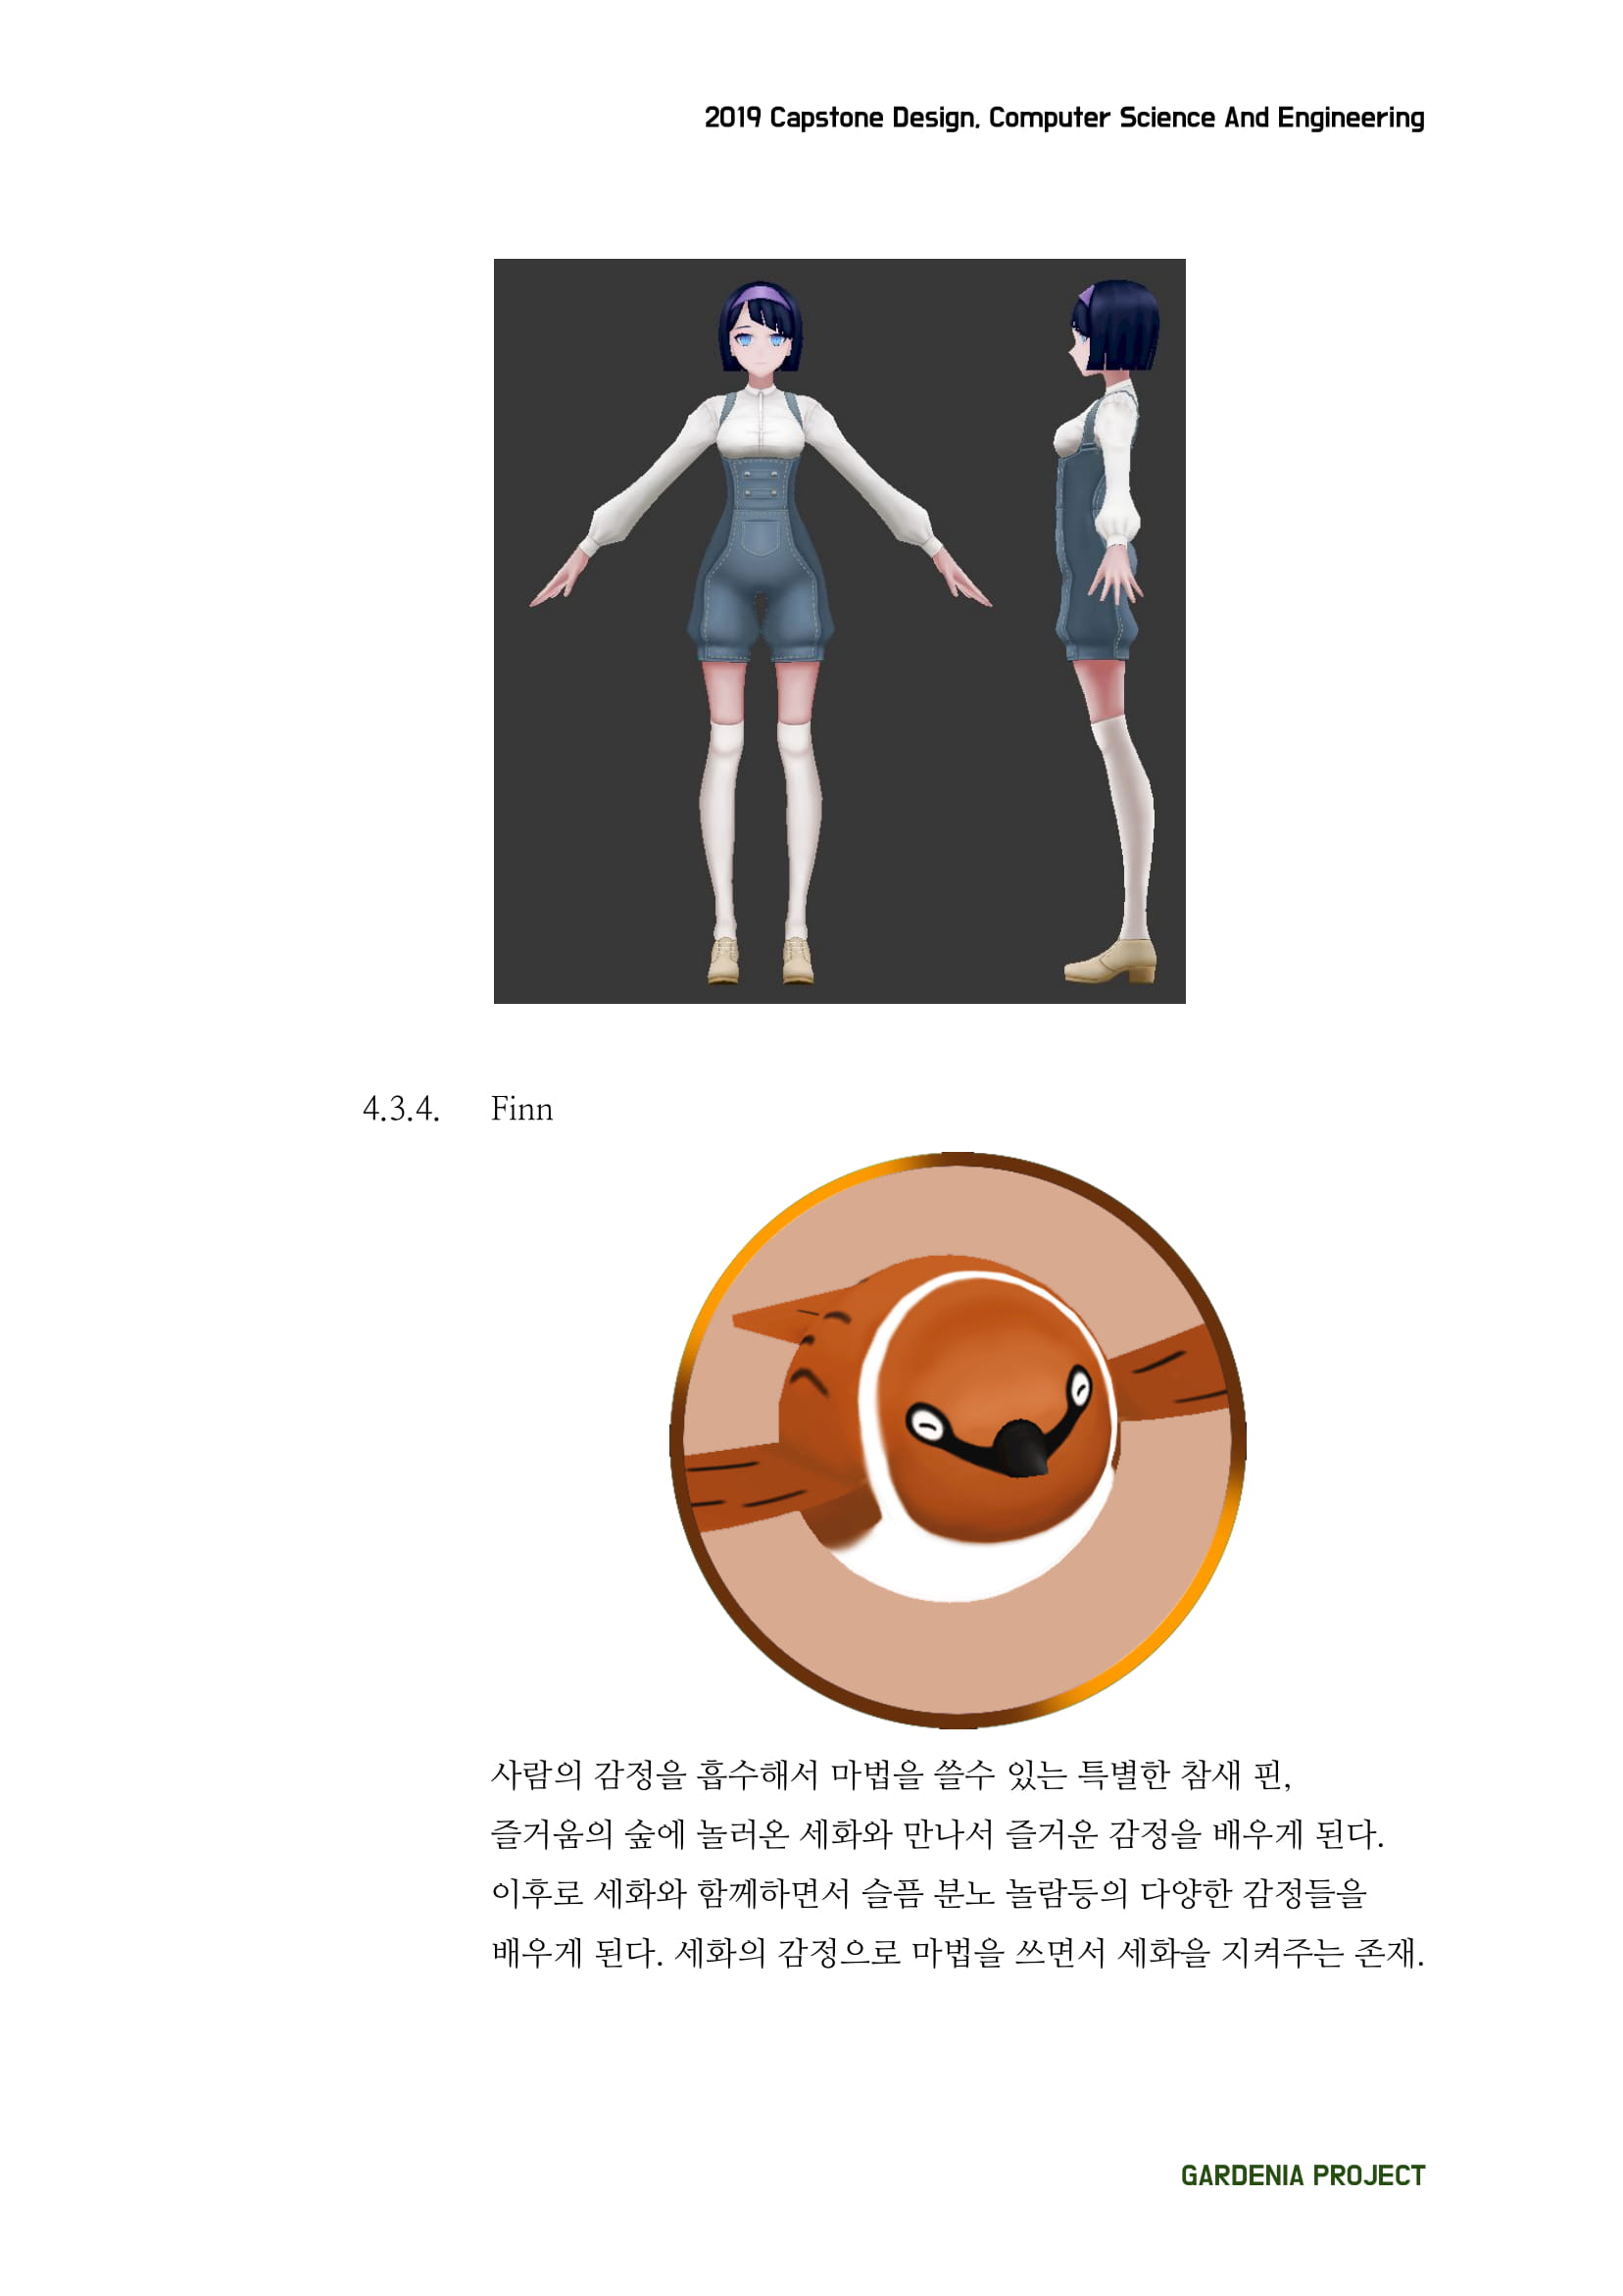 2019 Capstone Design, Computer Science And Engineering
4.3.4. Finn
사람의 감정을 흡수해서 마법을 쓸수 있는 특별한 참새 핀,
즐거움의 숲에 놀러온 세화와 만나서 즐거운 감정을 배우게 된다.
이후로 세화와 함께하면서 슬픔 분노 놀람등의 다양한 감정들을
배우게 된다. 세화의 감정으로 마법을 쓰면서 세화을 지켜주는 존재.
GARDENIA PROJECT